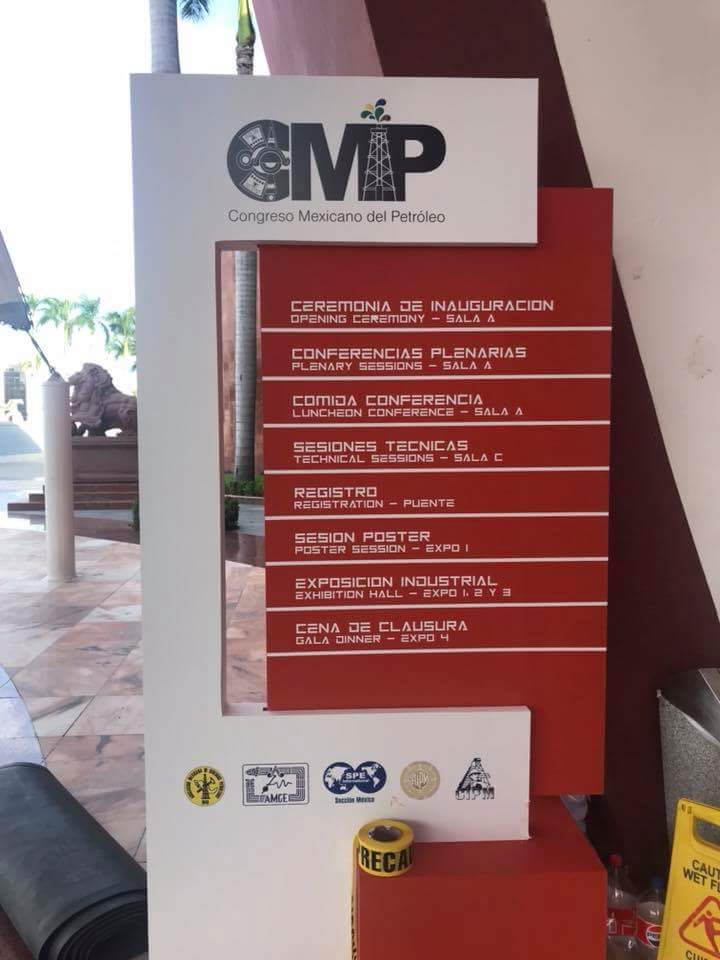 CMP
Congreso Mexicano del Petróleo
CEREMONIA DE INAUGURACION
OPENING CEREMONY – SALA A
CONFERENCIAS PLENARIAS
PLENARY SESSIONS – SALA A
COMIDA CONFERENCIA
LUNCHEON CONFERENCE – SALA A
SESIONES TECNICAS
TECHNICAL SESSIONS – SALA C
REGISTRO
REGISTRATION – PUENTE
SESION POSTER
POSTER SESSION – EXPO 1
EXPOSICION INDUSTRIAL
EXHIBITION HALL – EXPO 1, 2 Y 3
CENA DE CLAUSURA
GALA DINNER – EXPO 4
AMGE
SPE
International
Sección México
CIPM
PRECA
CAUT
WET FL